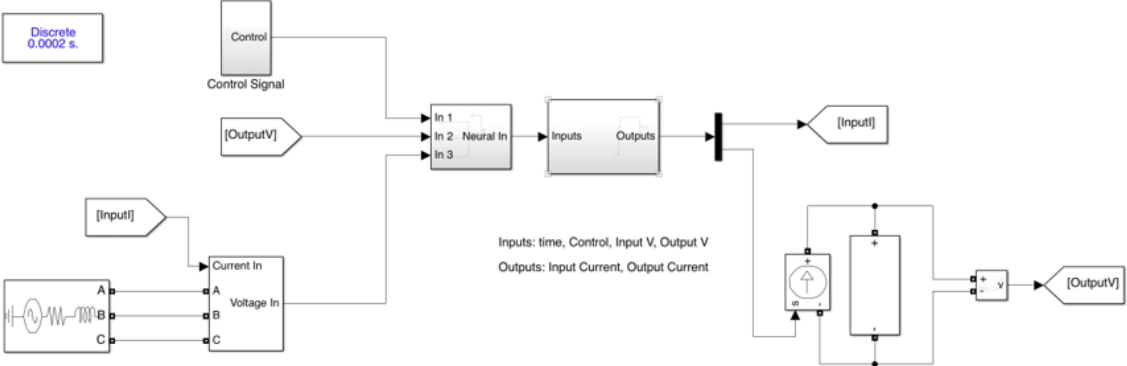 Discrete
0.0002 s.
Control
Control Signal
[OutputV]
In 1
In 2
In 3
Neural In
Inputs
Outputs
[InputI]
[InputI]
Current In
A
B
C
A
B
C
Voltage In
Inputs: time, Control, Input V, Output V
Outputs: Input Current, Output Current
+
s
-
+
-
+
-
v
[OutputV]